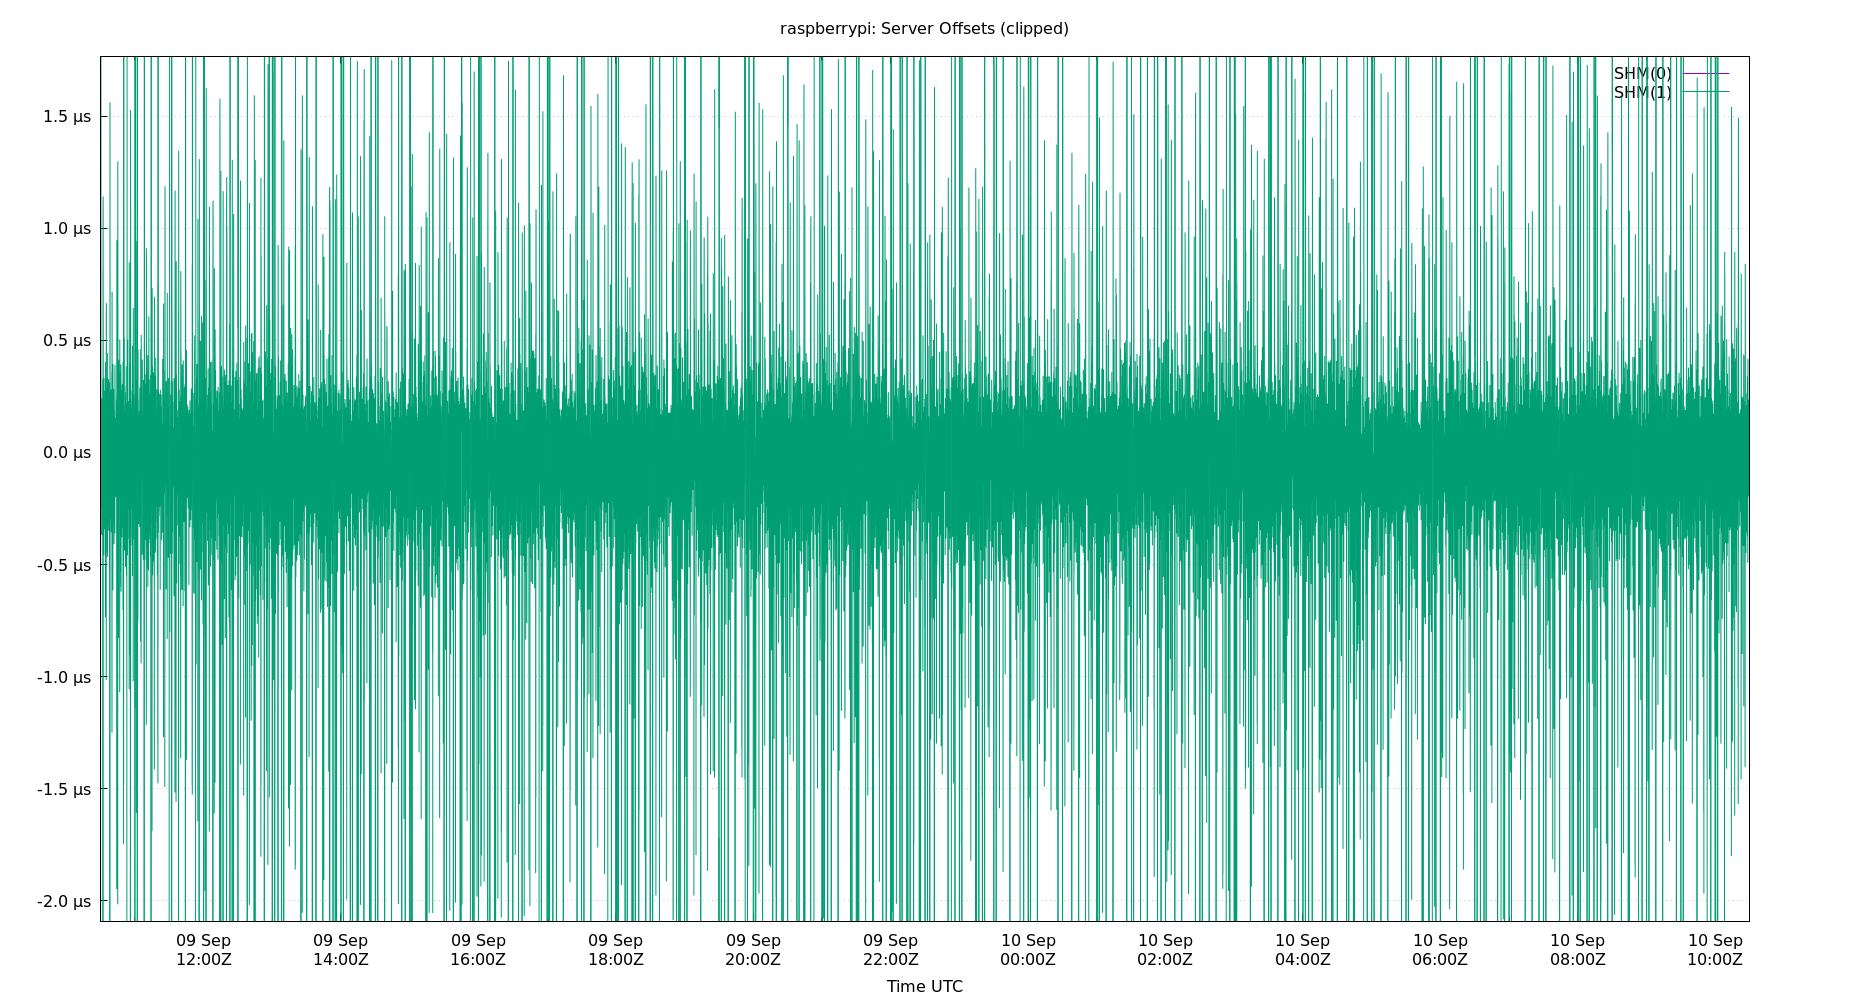 raspberrypi: Server Offsets (clipped)
SHM(0)
SHM(1)
1.5 µs
1.0 µs
0.5 µs
0.0 µs
-0.5 µs
-1.0 µs
-1.5 µs
-2.0 µs
09 Sep 09 Sep 09 Sep 09 Sep 09 Sep 09 Sep 10 Sep 10 Sep 10 Sep 10 Sep 10 Sep 10 Sep
12:00Z 14:00Z 16:00Z 18:00Z 20:00Z 22:00Z 00:00Z 02:00Z 04:00Z 06:00Z 08:00Z 10:00Z
Time UTC